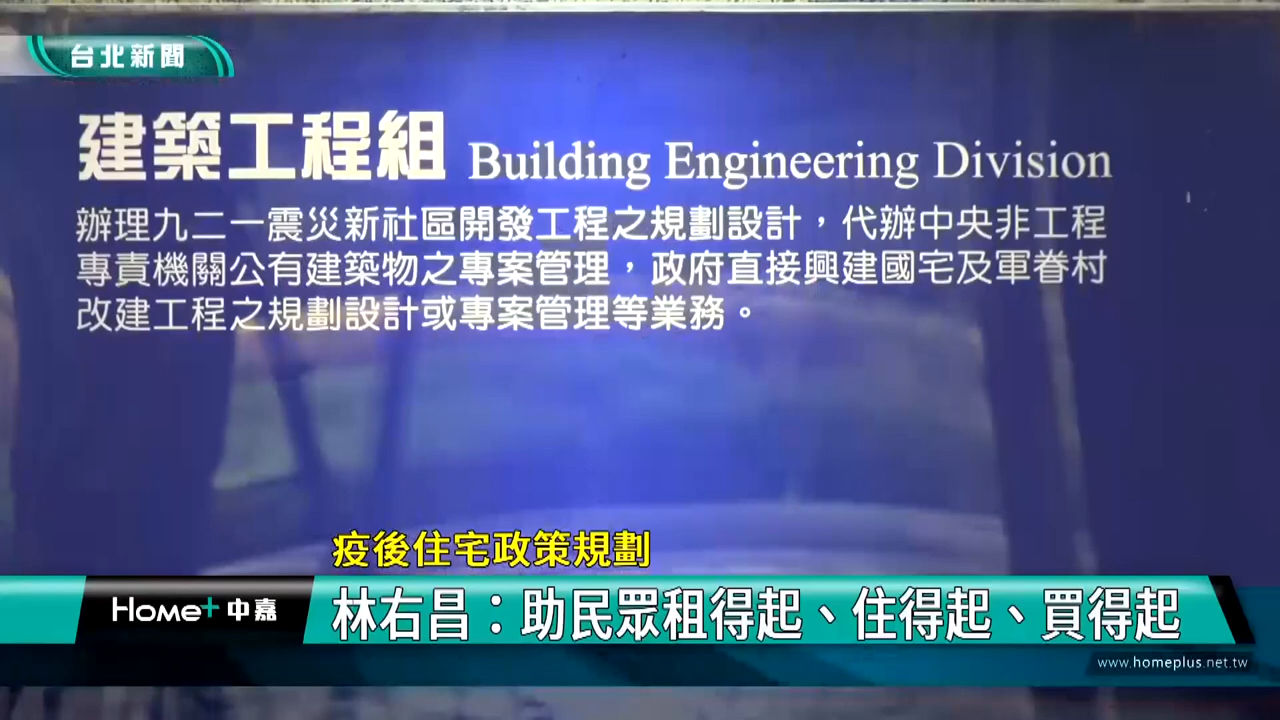 台北新聞
建築工程組 Building Engineering Division
辦理九二一震災新社區開發工程之規劃設計，代辦中央非工程
專責機關公有建築物之專案管理，政府直接興建國宅及軍眷村
改建工程之規劃設計或專案管理等業務。
疫後住宅政策規劃
Home+ 中嘉
林右昌：助民眾租得起、住得起、買得起
www.homeplus.net.tw